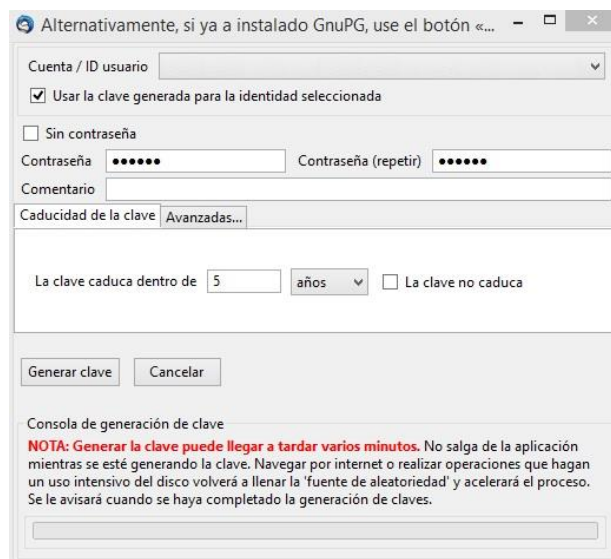 Alternativamente, si ya a instalado GnuPG, use el botón «...
Cuenta / ID usuario
Usar la clave generada para la identidad seleccionada
Sin contraseña
Contraseña •••••• Contraseña (repetir) ••••••
Comentario
Caducidad de la clave Avanzadas...
La clave caduca dentro de 5 años La clave no caduca
Generar clave Cancelar
Consola de generación de clave
NOTA: Generar la clave puede llegar a tardar varios minutos. No salga de la aplicación
mientras se esté generando la clave. Navegar por internet o realizar operaciones que hagan
un uso intensivo del disco volverá a llenar la 'fuente de aleatoriedad' y acelerará el proceso.
Se le avisará cuando se haya completado la generación de claves.